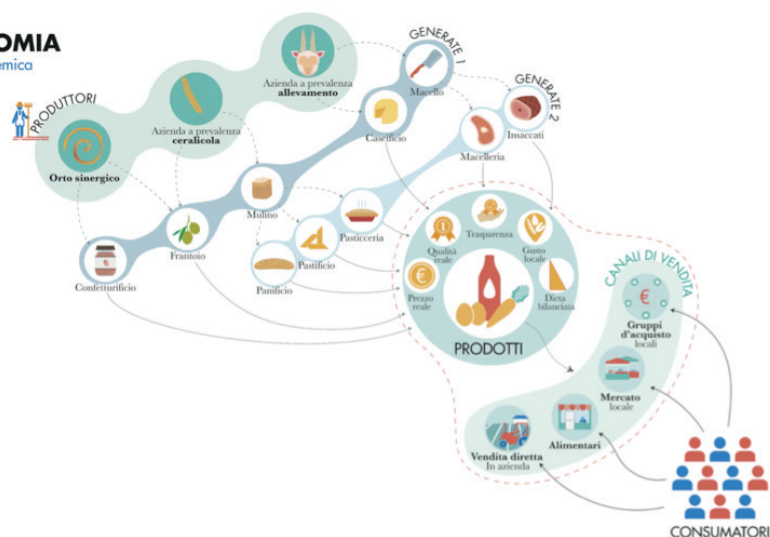 OMIA
emica
PRODUTTORI
Orto sinergico
Azienda a prevalenza
cerealicola
Azienda a prevalenza
allevamento
GENERATE 1
Macello
Caseificio
Mulino
Frantoio
Confetturificio
GENERATE 2
Insaccati
Macelleria
Pasticceria
Pastificio
Panificio
Qualità
reale
Trasparenza
Gusto
locale
Prezzo
reale
Dieta
bilanciata
PRODOTTI
CANALI DI VENDITA
Gruppi
d'acquisto
locali
Mercato
locale
Alimentari
Vendita diretta
In azienda
CONSUMATORI